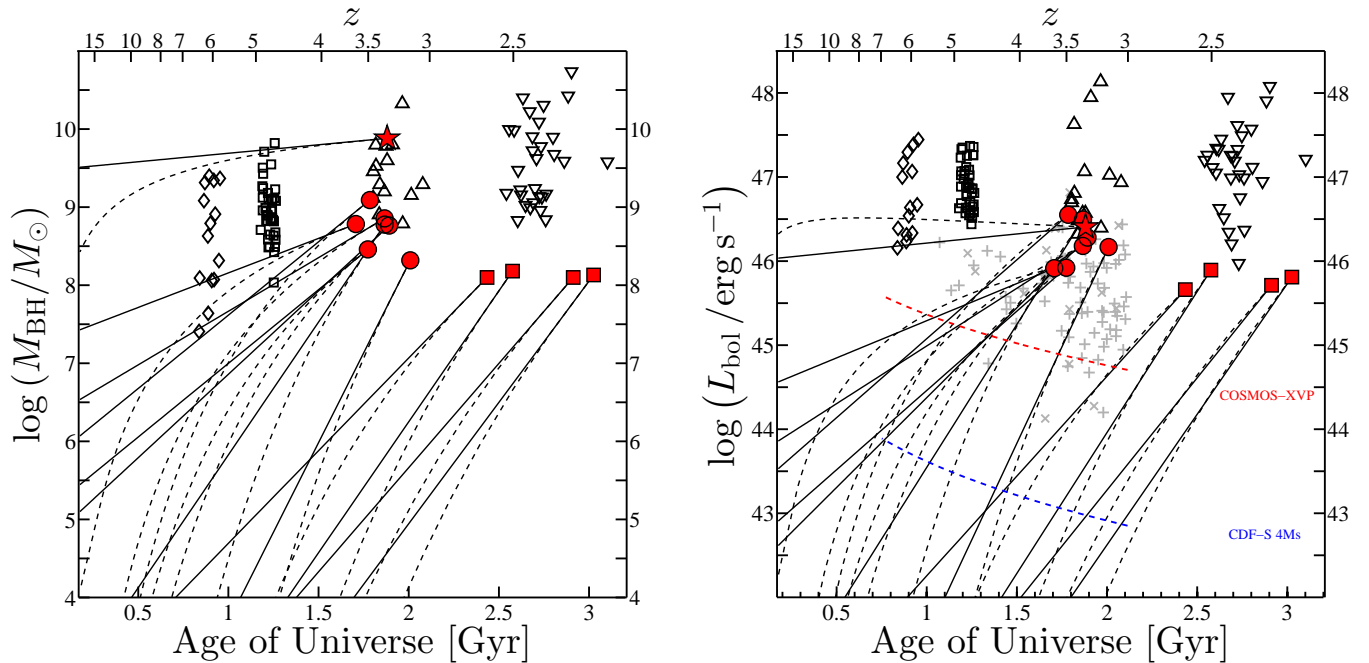 z
z
15 10 8 7 6 5 4 3.5 3 2.5
15 10 8 7 6 5 4 3.5 3 2.5
11
10 10
9 9
8 8
7 7
6 6
5 5
4 4
log (M_BH/M_⊙)
0.5 1 1.5 2 2.5 3
Age of Universe [Gyr]
48 48
47 47
46 46
45 45
44 44
43 43
log (L_bol /erg s⁻¹)
COSMOS−XVP
CDF−S 4Ms
0.5 1 1.5 2 2.5 3
Age of Universe [Gyr]